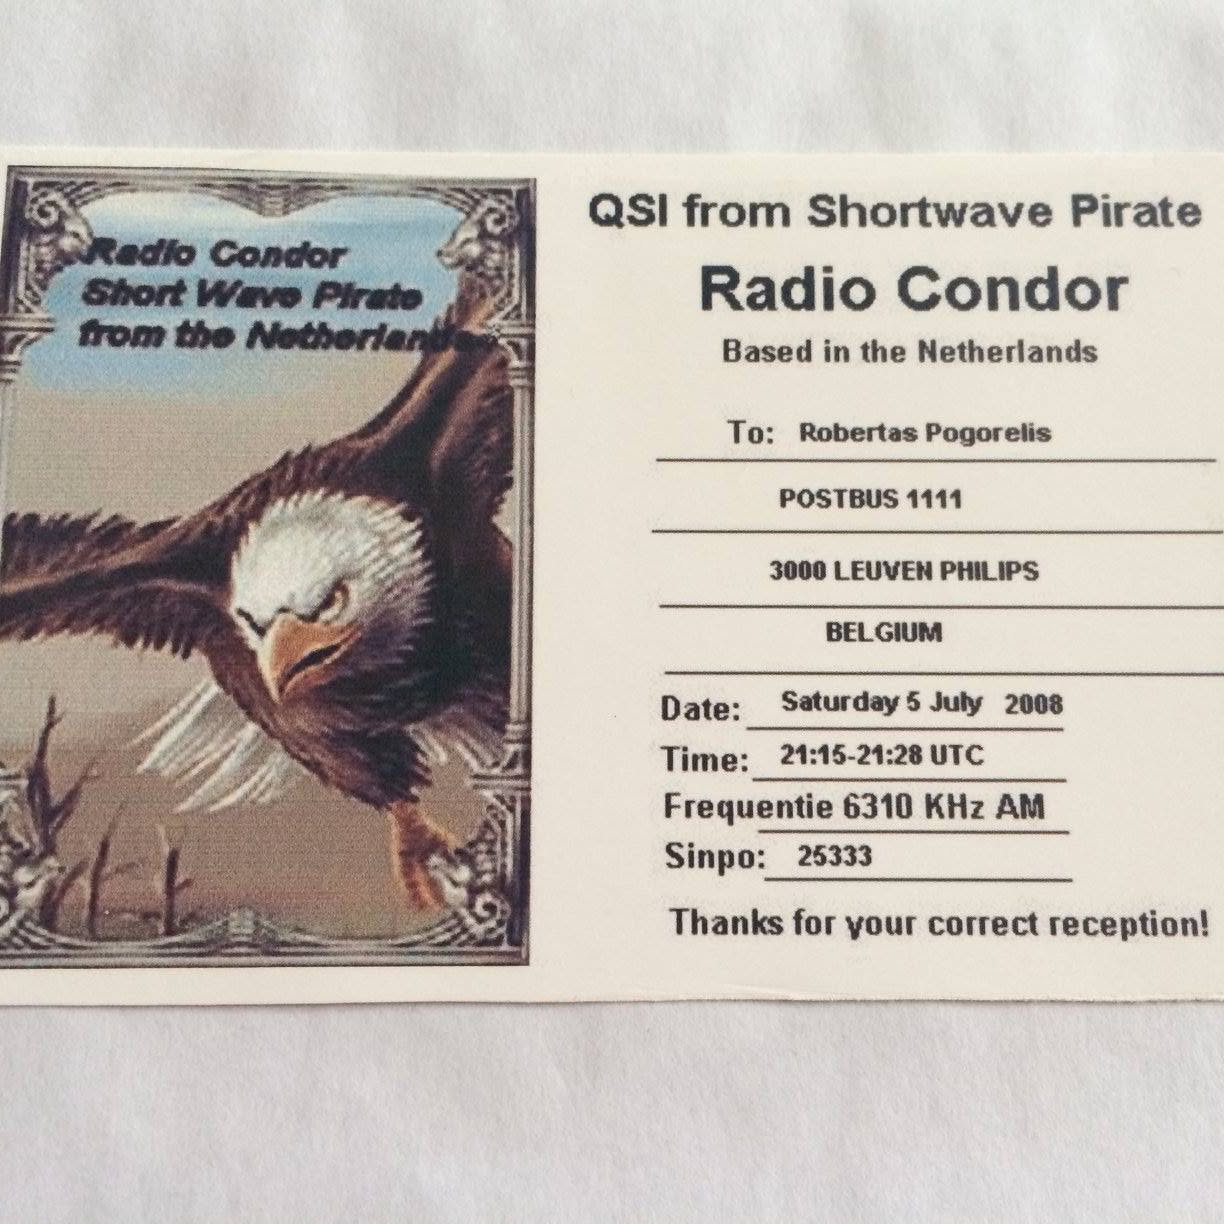 Radio Condor
Short Wave Pirate
from the Netherlands
QSl from Shortwave Pirate
Radio Condor
Based in the Netherlands
To: Robertas Pogorelis
POSTBUS 1111
3000 LEUVEN PHILIPS
BELGIUM
Date: Saturday 5 July 2008
Time: 21:15-21:28 UTC
Frequentie 6310 KHz AM
Sinpo: 25333
Thanks for your correct reception!